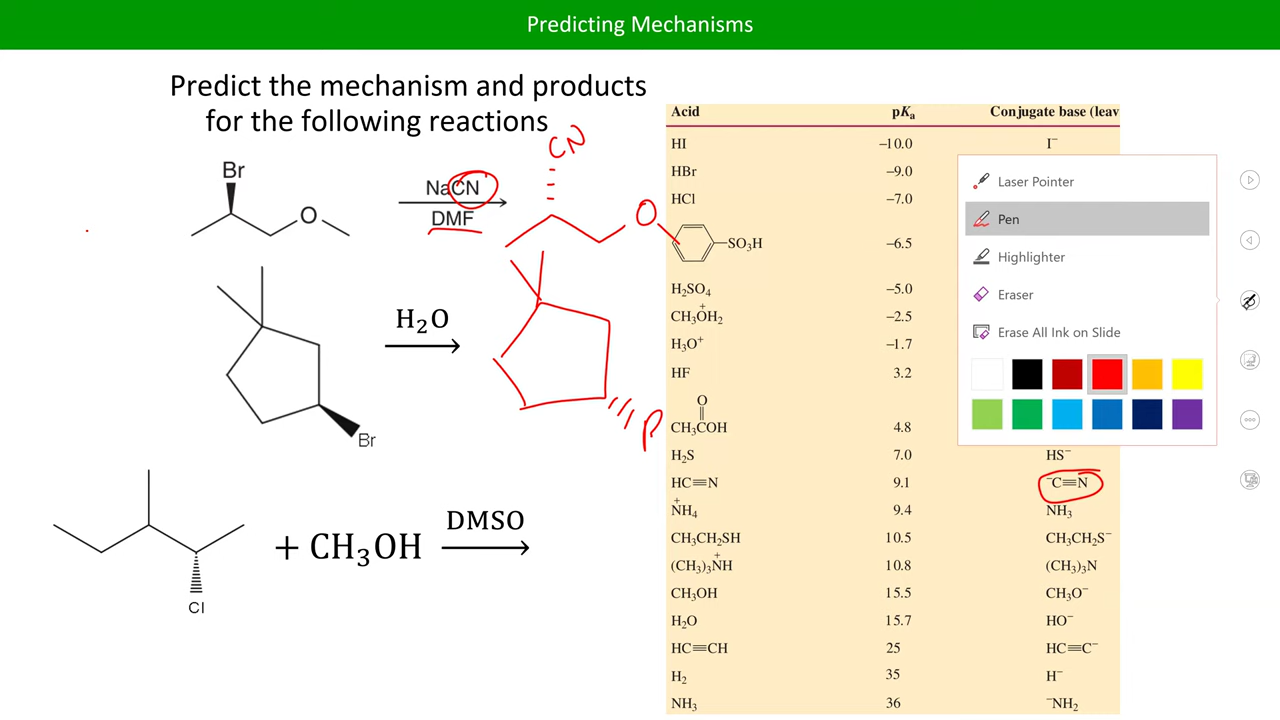 Predicting Mechanisms
Predict the mechanism and products
for the following reactions
Br
O
NaCN
DMF
CN
O
H₂O
Br
Cl
+ CH₃OH
DMSO
Acid pKₐ Conjugate base (leav
HI −10.0 I⁻
HBr −9.0
HCl −7.0
SO₃H −6.5
H₂SO₄ −5.0
CH₃OH₂ + −2.5
H₃O⁺ −1.7
HF 3.2
O
CH₃COH 4.8
H₂S 7.0 HS⁻
HC≡N 9.1 ⁻C≡N
NH₄ + 9.4 NH₃
CH₃CH₂SH 10.5 CH₃CH₂S⁻
(CH₃)₃NH + 10.8 (CH₃)₃N
CH₃OH 15.5 CH₃O⁻
H₂O 15.7 HO⁻
HC≡CH 25 HC≡C⁻
H₂ 35 H⁻
NH₃ 36 ⁻NH₂
Laser Pointer
Pen
Highlighter
Eraser
Erase All Ink on Slide